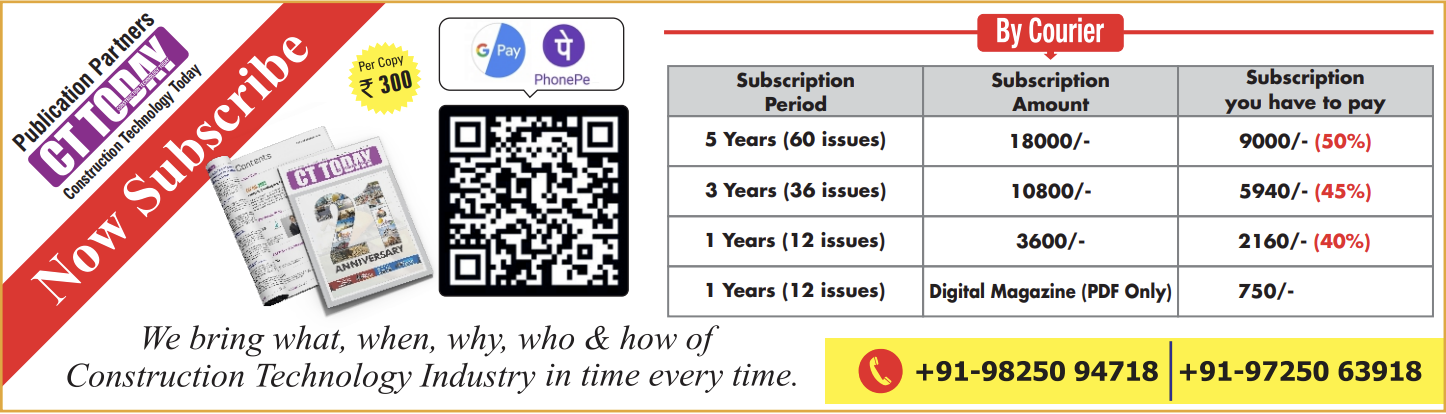 Publication Partners
CT TODAY
Construction Technology Today
Now Subscribe
Per Copy
₹ 300
G Pay
पे
PhonePe
Contents
CT TODAY
21
ANNIVERSARY
By Courier
Subscription Period | Subscription Amount | Subscription you have to pay
5 Years (60 issues) | 18000/- | 9000/- (50%)
3 Years (36 issues) | 10800/- | 5940/- (45%)
1 Years (12 issues) | 3600/- | 2160/- (40%)
1 Years (12 issues) | Digital Magazine (PDF Only) | 750/-
We bring what, when, why, who & how of
Construction Technology Industry in time every time.
+91-98250 94718 | +91-97250 63918